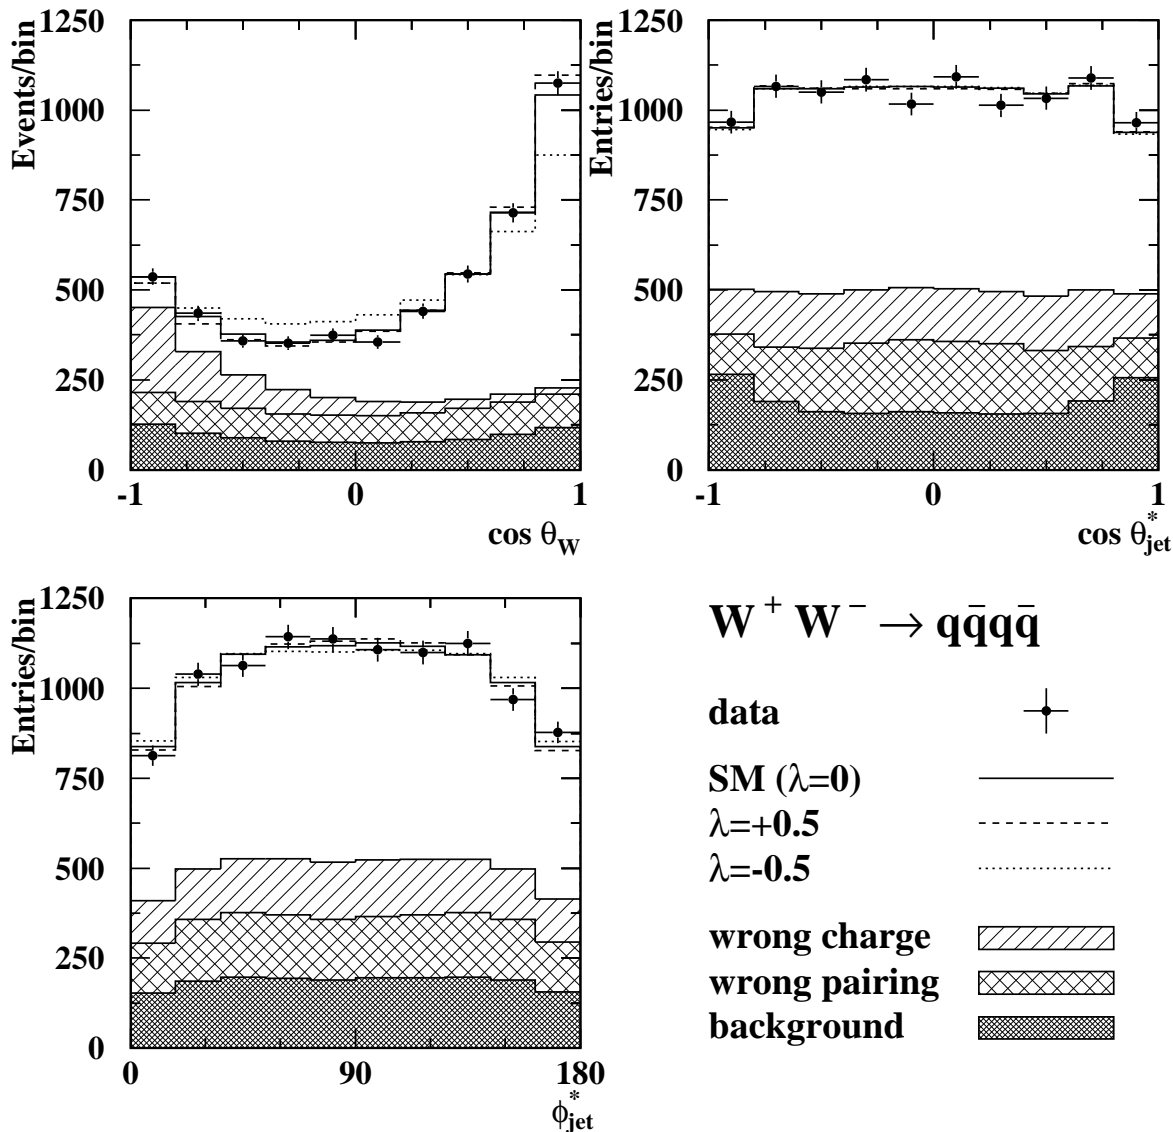 Events/bin
1250
1000
750
500
250
0
-1 0 1
cos θ_W
Entries/bin
1250
1000
750
500
250
0
-1 0 1
cos θ*_jet
Entries/bin
1250
1000
750
500
250
0
0 90 180
ϕ*_jet
W⁺ W⁻ → qq̄qq̄
data
SM (λ=0)
λ=+0.5
λ=-0.5
wrong charge
wrong pairing
background